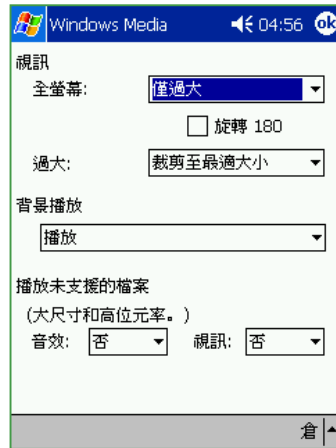 Windows Media 04:56 ok
視訊
全螢幕: 僅過大
旋轉 180
過大: 裁剪至最適大小
背景播放
播放
播放未支援的檔案
(大尺寸和高位元率。)
音效: 否 視訊: 否
倉